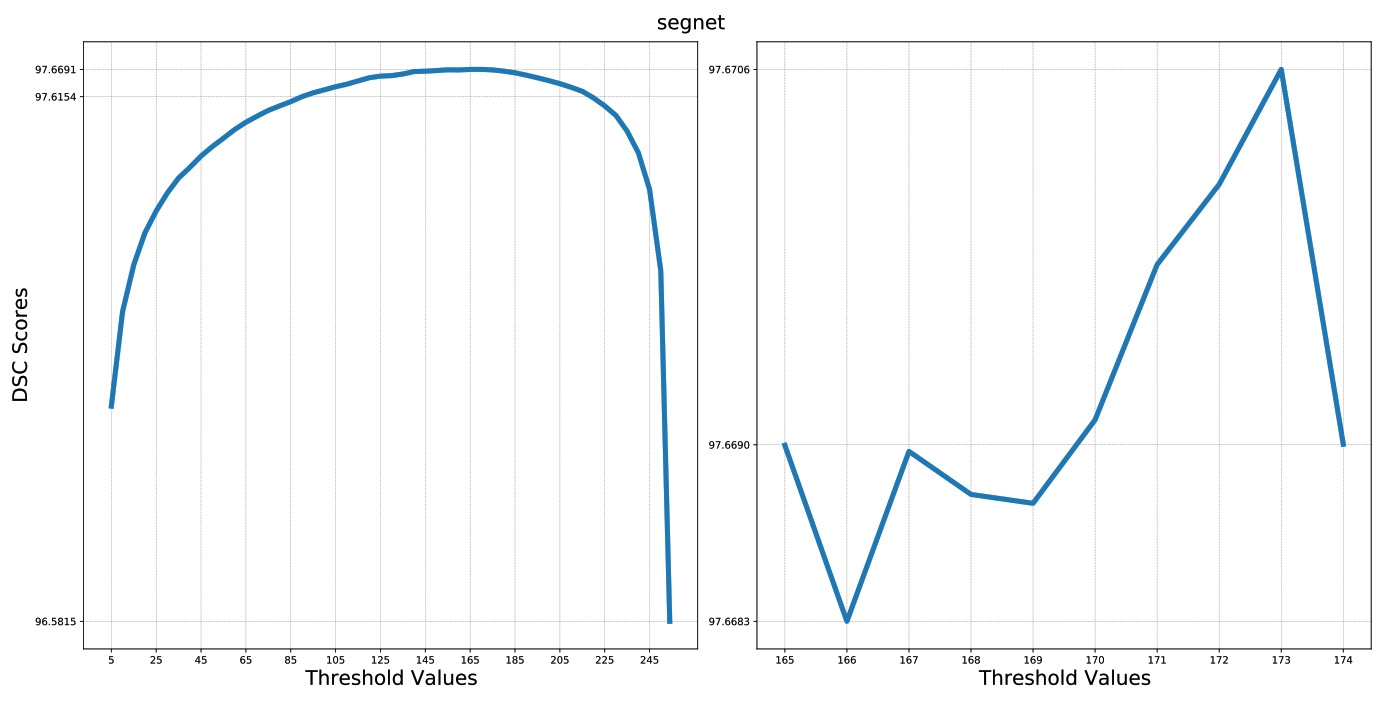 segnet
DSC Scores
97.6691
97.6154
96.5815
5 25 45 65 85 105 125 145 165 185 205 225 245
Threshold Values
97.6706
97.6690
97.6683
165 166 167 168 169 170 171 172 173 174
Threshold Values